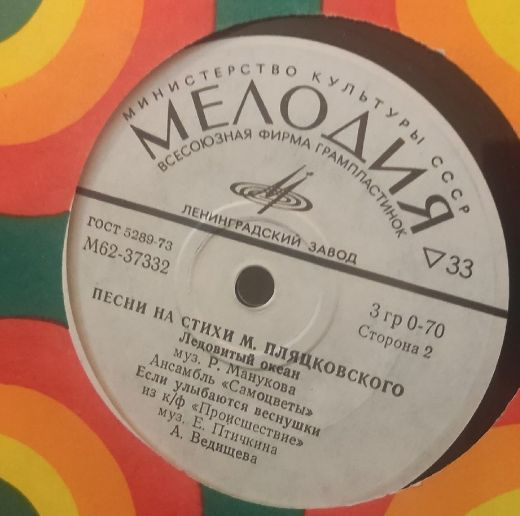 МИНИСТЕРСТВО КУЛЬТУРЫ СССР
МЕЛОДИЯ
ВСЕСОЮЗНАЯ ФИРМА ГРАМПЛАСТИНОК
ЛЕНИНГРАДСКИЙ ЗАВОД
ГОСТ 5289-73
М62-37332
33
3 гр 0-70
Сторона 2
ПЕСНИ НА СТИХИ М. ПЛЯЦКОВСКОГО
Ледовитый океан
муз. Р. Манукова
Ансамбль «Самоцветы»
Если улыбаются веснушки
из к/ф «Происшествие»
муз. Е. Птичкина
А. Ведищева